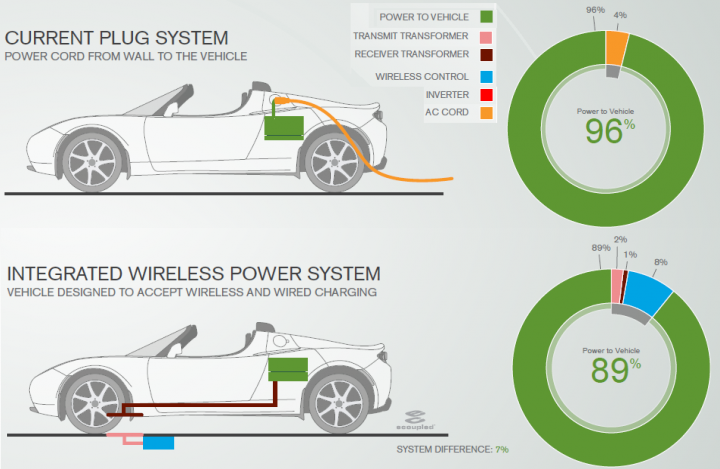 CURRENT PLUG SYSTEM
POWER CORD FROM WALL TO THE VEHICLE
POWER TO VEHICLE
TRANSMIT TRANSFORMER
RECEIVER TRANSFORMER
WIRELESS CONTROL
INVERTER
AC CORD
96%
4%
Power to Vehicle
96%
INTEGRATED WIRELESS POWER SYSTEM
VEHICLE DESIGNED TO ACCEPT WIRELESS AND WIRED CHARGING
89%
2%
1%
8%
Power to Vehicle
89%
ecoupled
SYSTEM DIFFERENCE: ?%